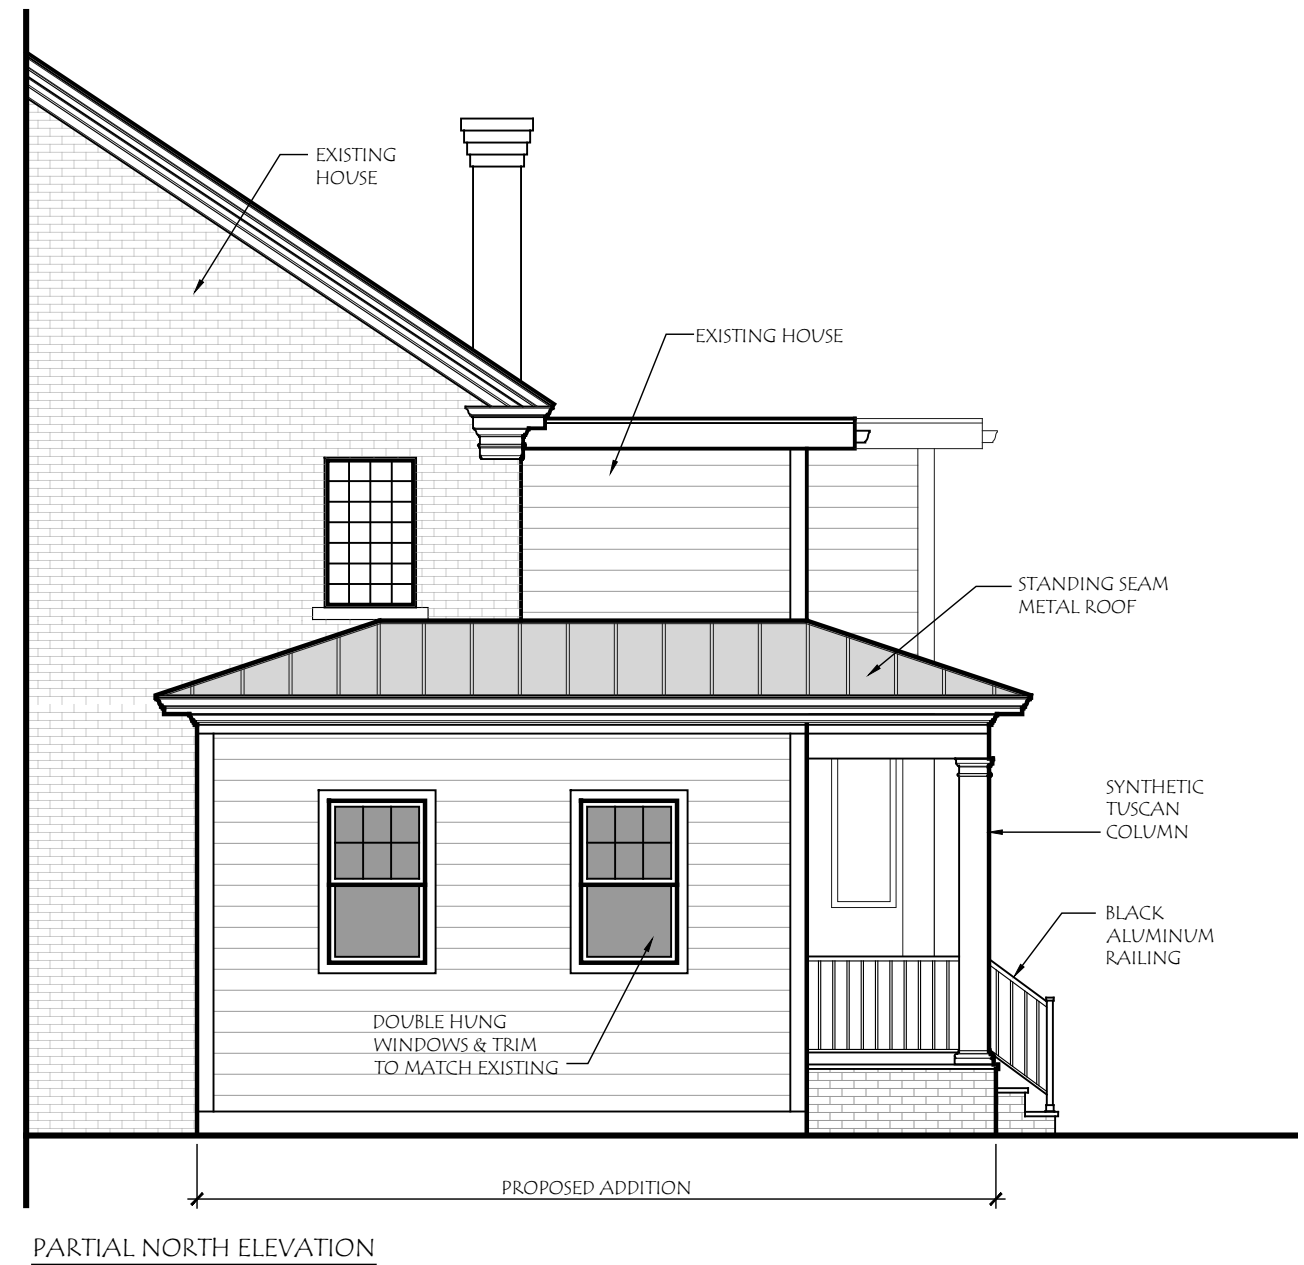 EXISTING
HOUSE
EXISTING HOUSE
STANDING SEAM
METAL ROOF
SYNTHETIC
TUSCAN
COLUMN
BLACK
ALUMINUM
RAILING
DOUBLE HUNG
WINDOWS & TRIM
TO MATCH EXISTING
PROPOSED ADDITION
PARTIAL NORTH ELEVATION